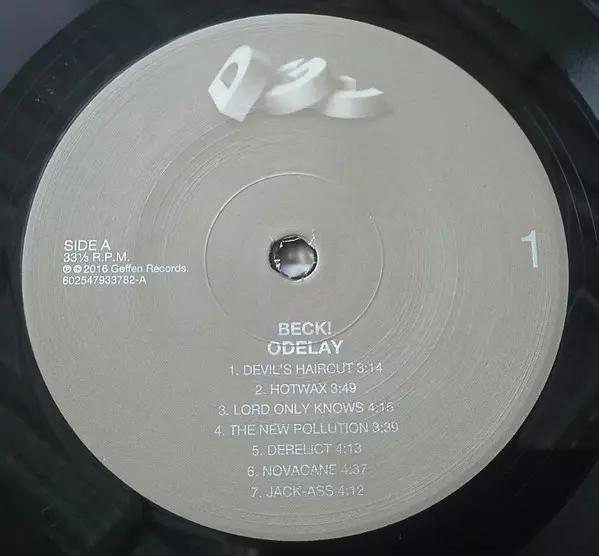 DGC
SIDE A
33⅓ R.P.M.
℗ © 2016 Geffen Records.
602547933782-A
1
BECK!
ODELAY
1. DEVIL'S HAIRCUT 3:14
2. HOTWAX 3:49
3. LORD ONLY KNOWS 4:15
4. THE NEW POLLUTION 3:39
5. DERELICT 4:13
6. NOVACANE 4:37
7. JACK-ASS 4:12